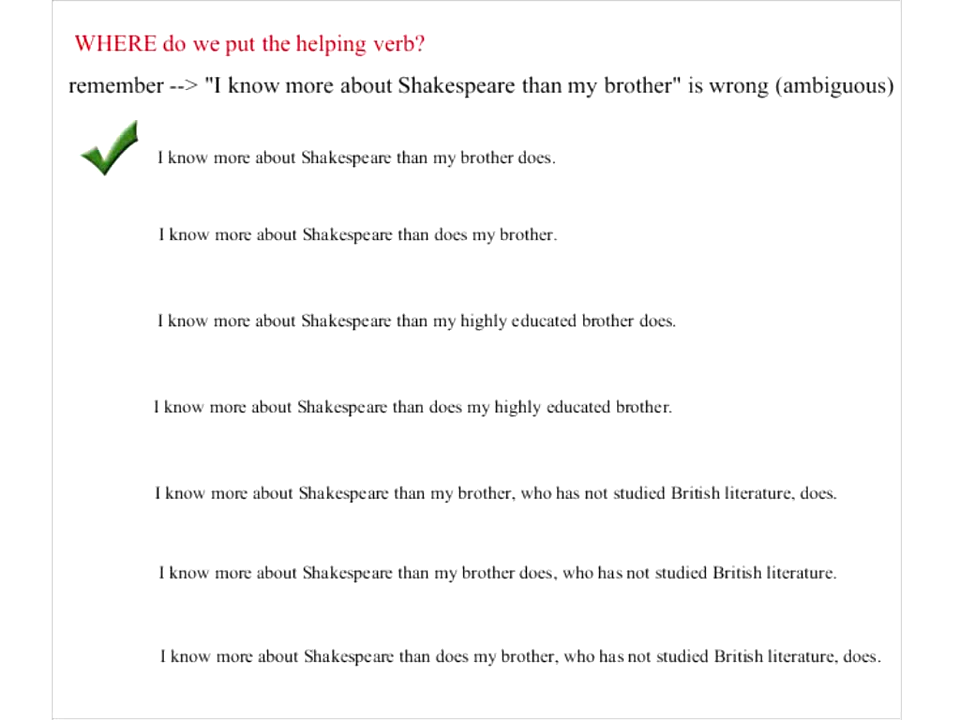 WHERE do we put the helping verb?
remember --> "I know more about Shakespeare than my brother" is wrong (ambiguous)
I know more about Shakespeare than my brother does.
I know more about Shakespeare than does my brother.
I know more about Shakespeare than my highly educated brother does.
I know more about Shakespeare than does my highly educated brother.
I know more about Shakespeare than my brother, who has not studied British literature, does.
I know more about Shakespeare than my brother does, who has not studied British literature.
I know more about Shakespeare than does my brother, who has not studied British literature, does.